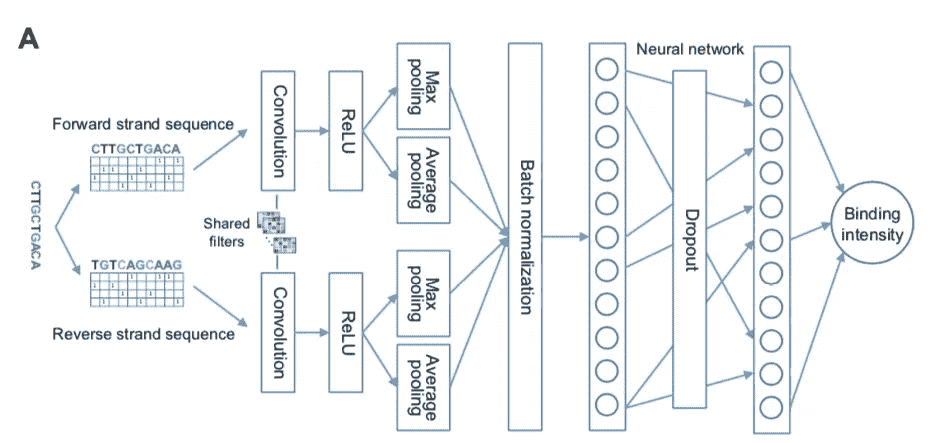 A
Neural network
Forward strand sequence
CTTGCTGACA
CTTGCTGACA
Convolution
ReLU
Max
pooling
Average
pooling
Shared
filters
TGTCAGCAAG
Reverse strand sequence
Convolution
ReLU
Max
pooling
Average
pooling
Batch normalization
Dropout
Binding
intensity